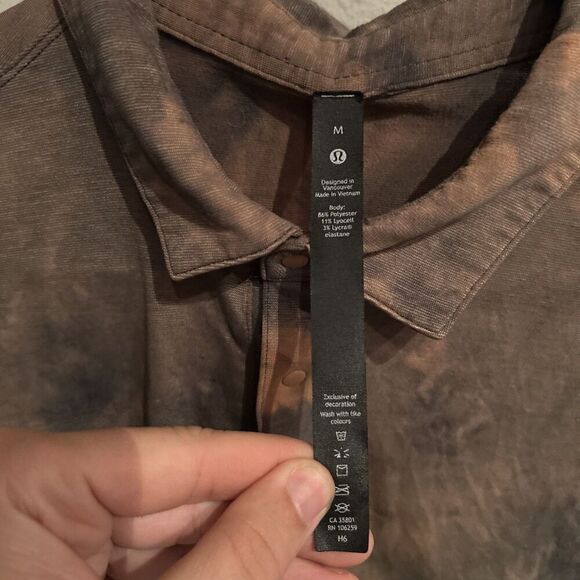 M
Designed in
Vancouver
Made in Vietnam
Body:
86% Polyester
11% Lyocell
3% Lycra®
elastane
Exclusive of
decoration
Wash with like
colours
CA 35801
RN 106259
H6